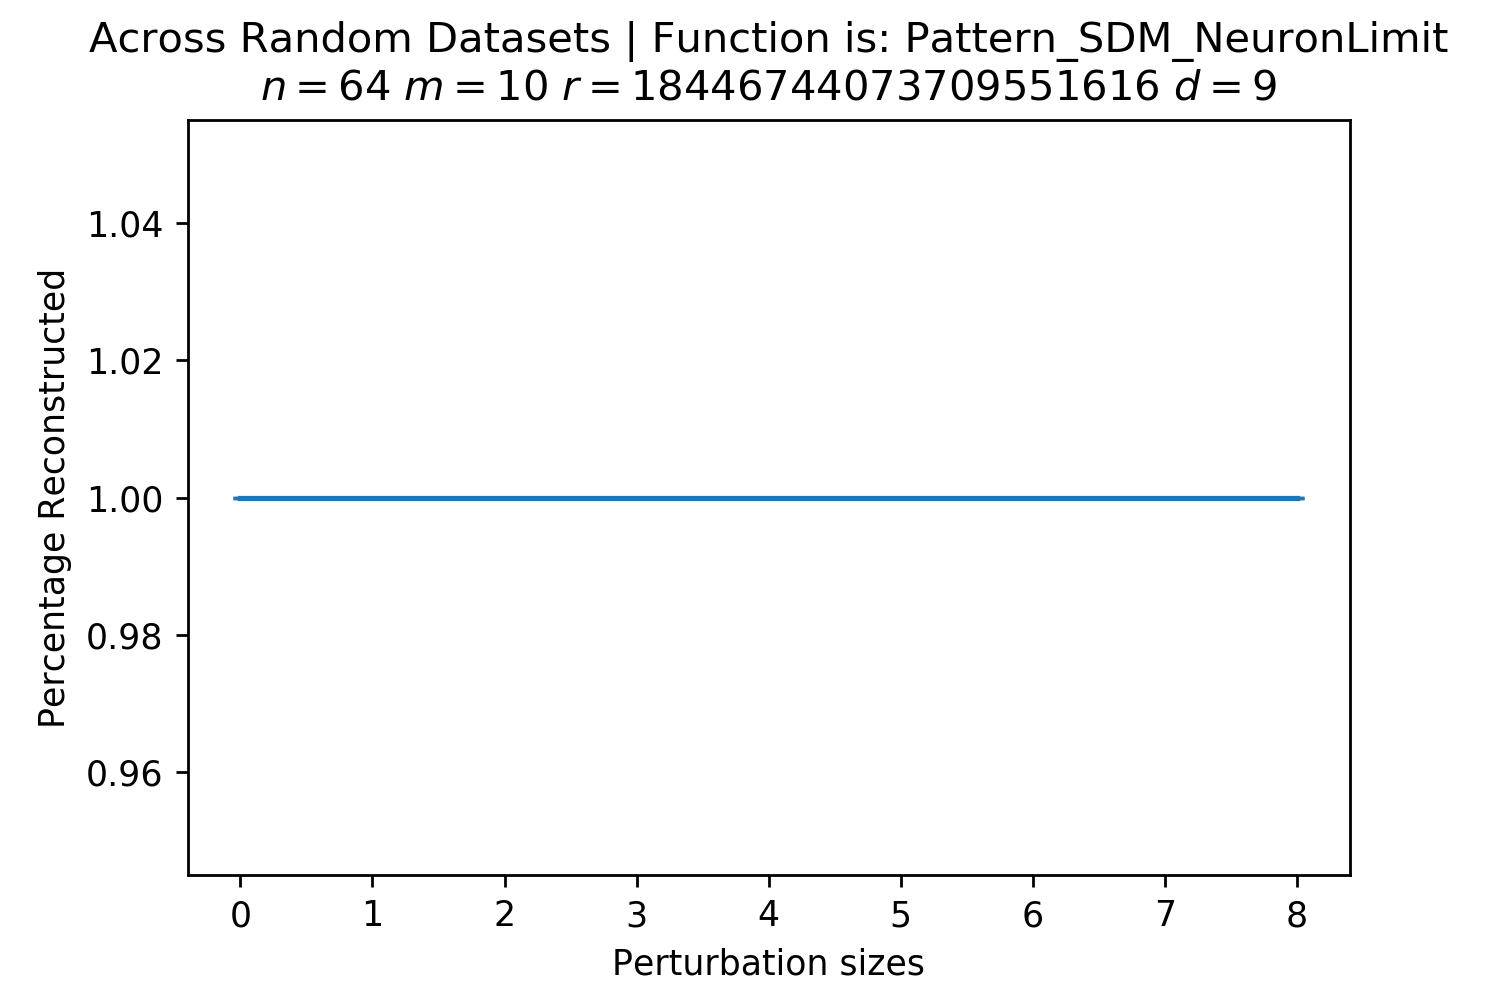 Across Random Datasets | Function is: Pattern_SDM_NeuronLimit
n = 64 m = 10 r = 18446744073709551616 d = 9
1.04
1.02
1.00
0.98
0.96
Percentage Reconstructed
0 1 2 3 4 5 6 7 8
Perturbation sizes